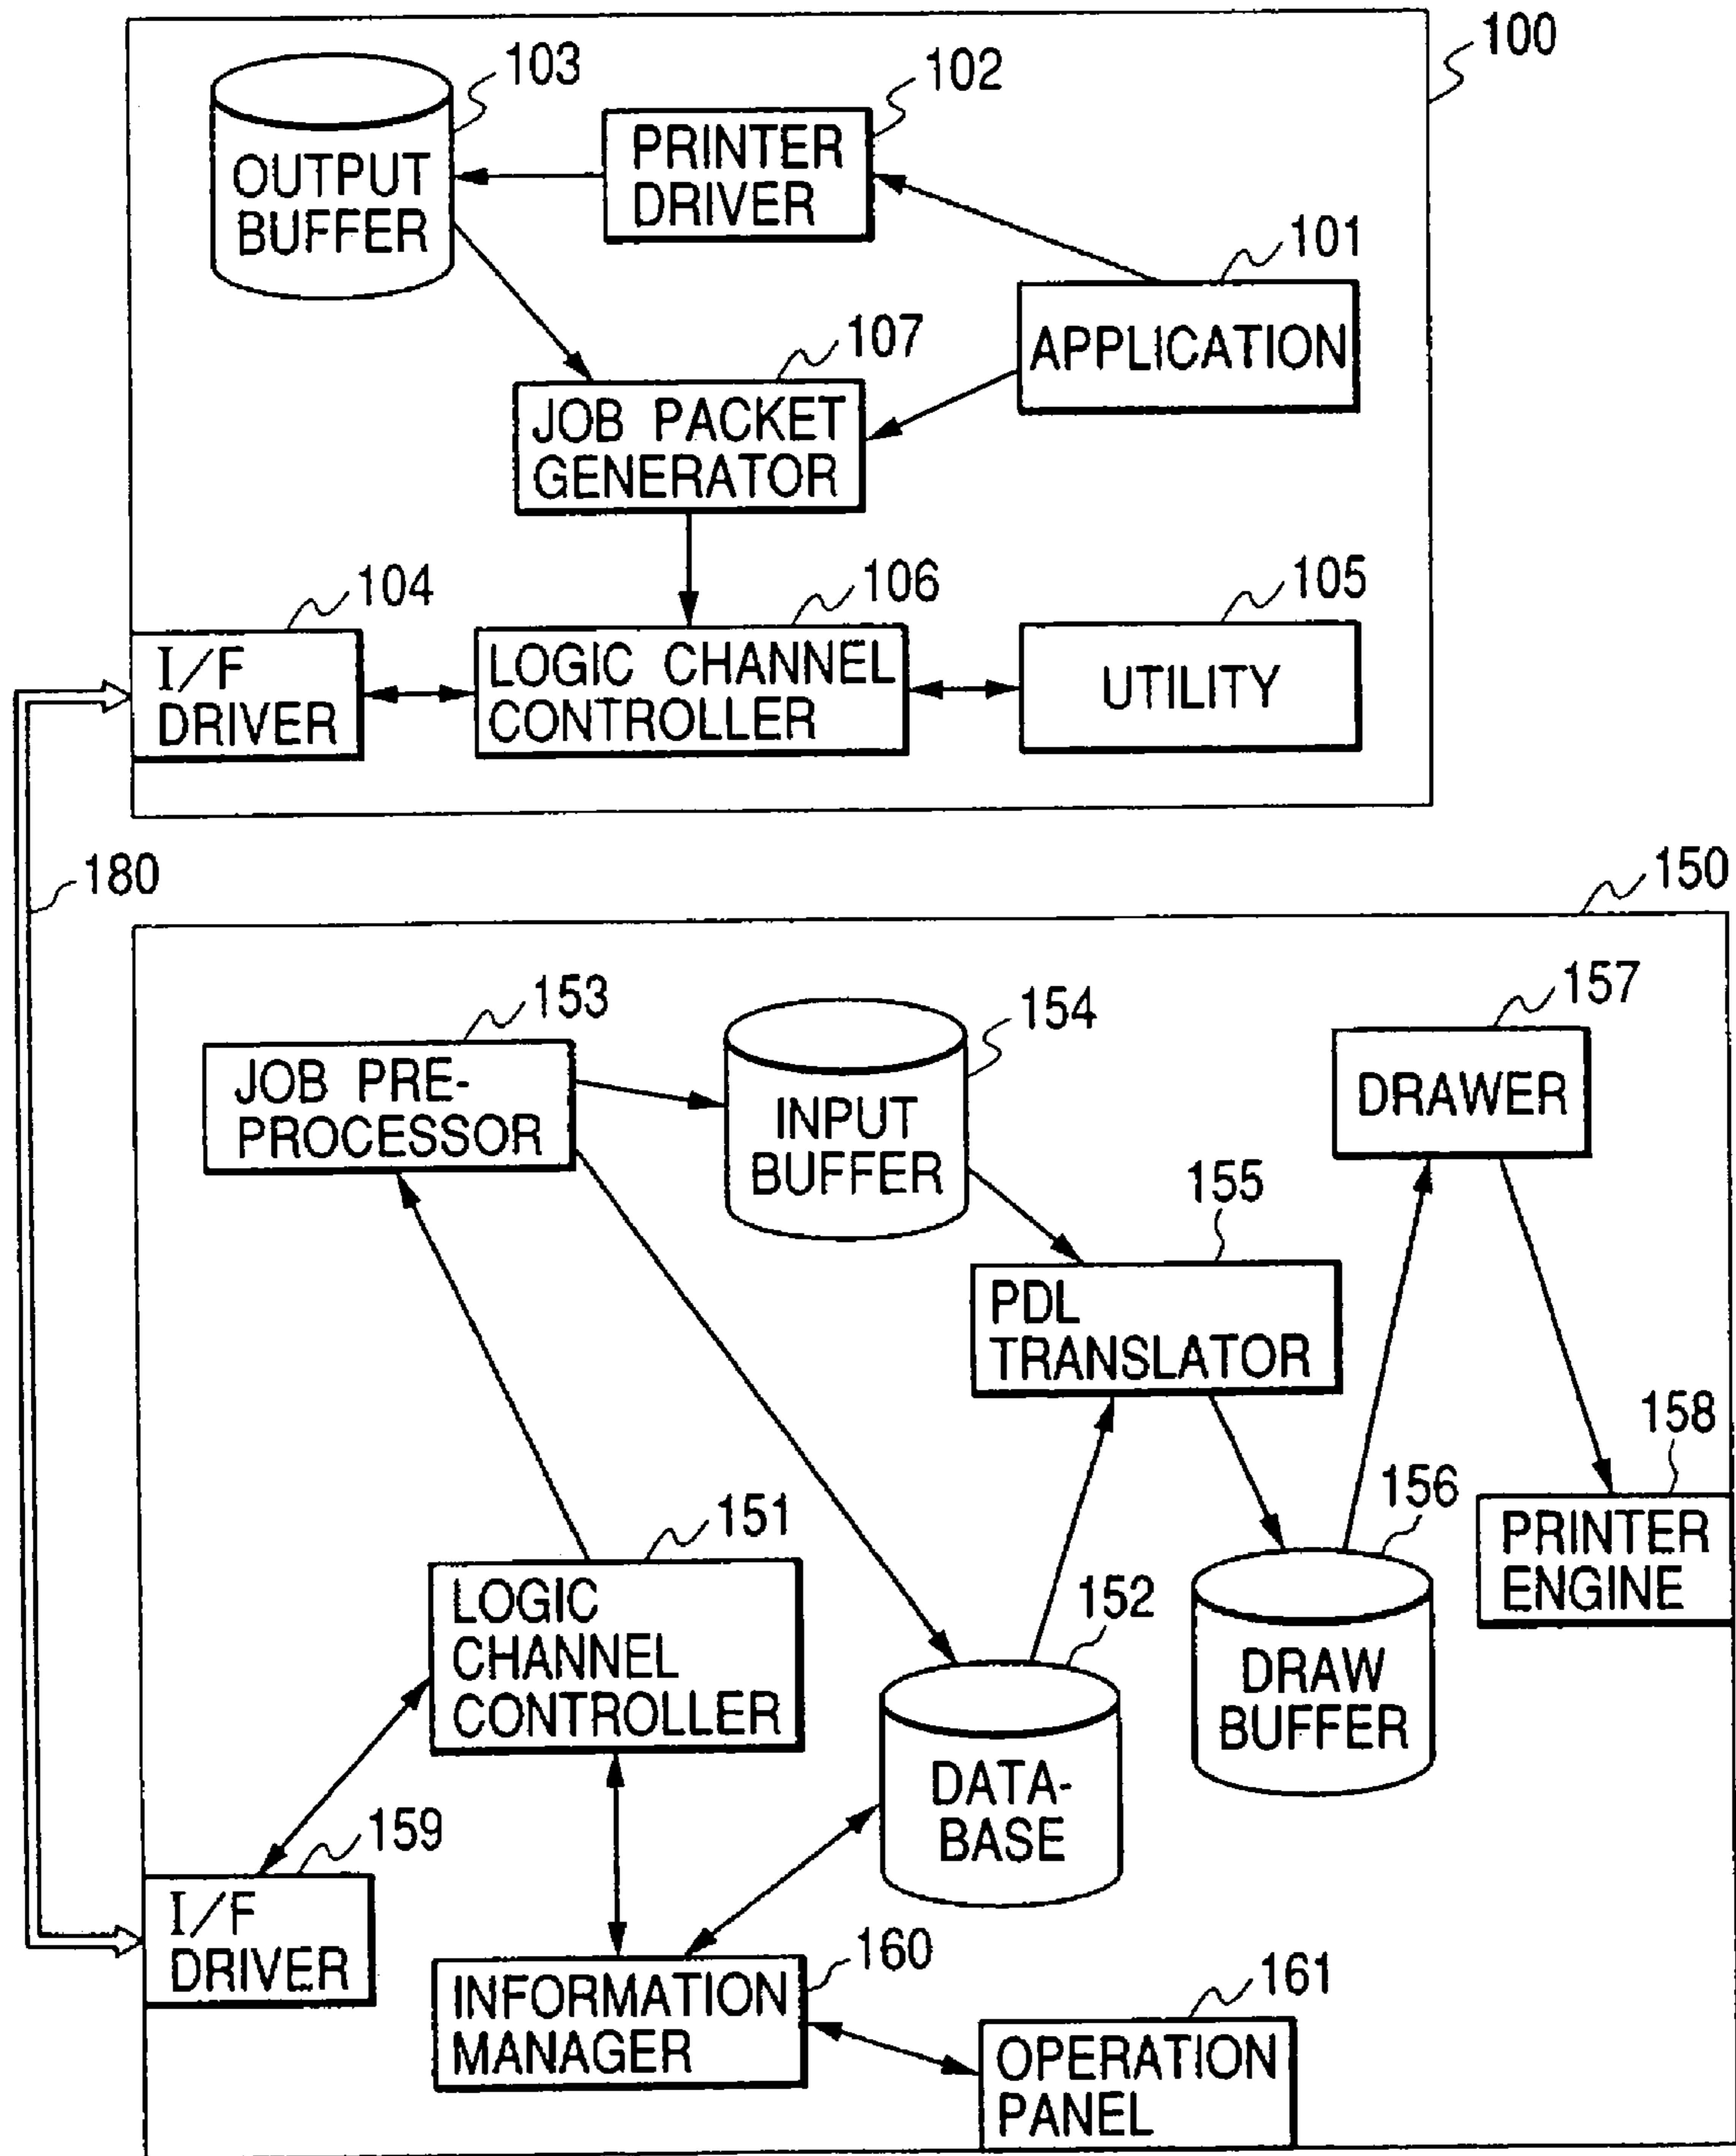 100
103
102
OUTPUT
BUFFER
PRINTER
DRIVER
101
APPLICATION
107
JOB PACKET
GENERATOR
104
106
105
I/F
DRIVER
LOGIC CHANNEL
CONTROLLER
UTILITY
180
150
153
154
157
JOB PRE-
PROCESSOR
INPUT
BUFFER
DRAWER
155
PDL
TRANSLATOR
158
PRINTER
ENGINE
156
DRAW
BUFFER
151
LOGIC
CHANNEL
CONTROLLER
152
DATA-
BASE
159
I/F
DRIVER
160
INFORMATION
MANAGER
161
OPERATION
PANEL